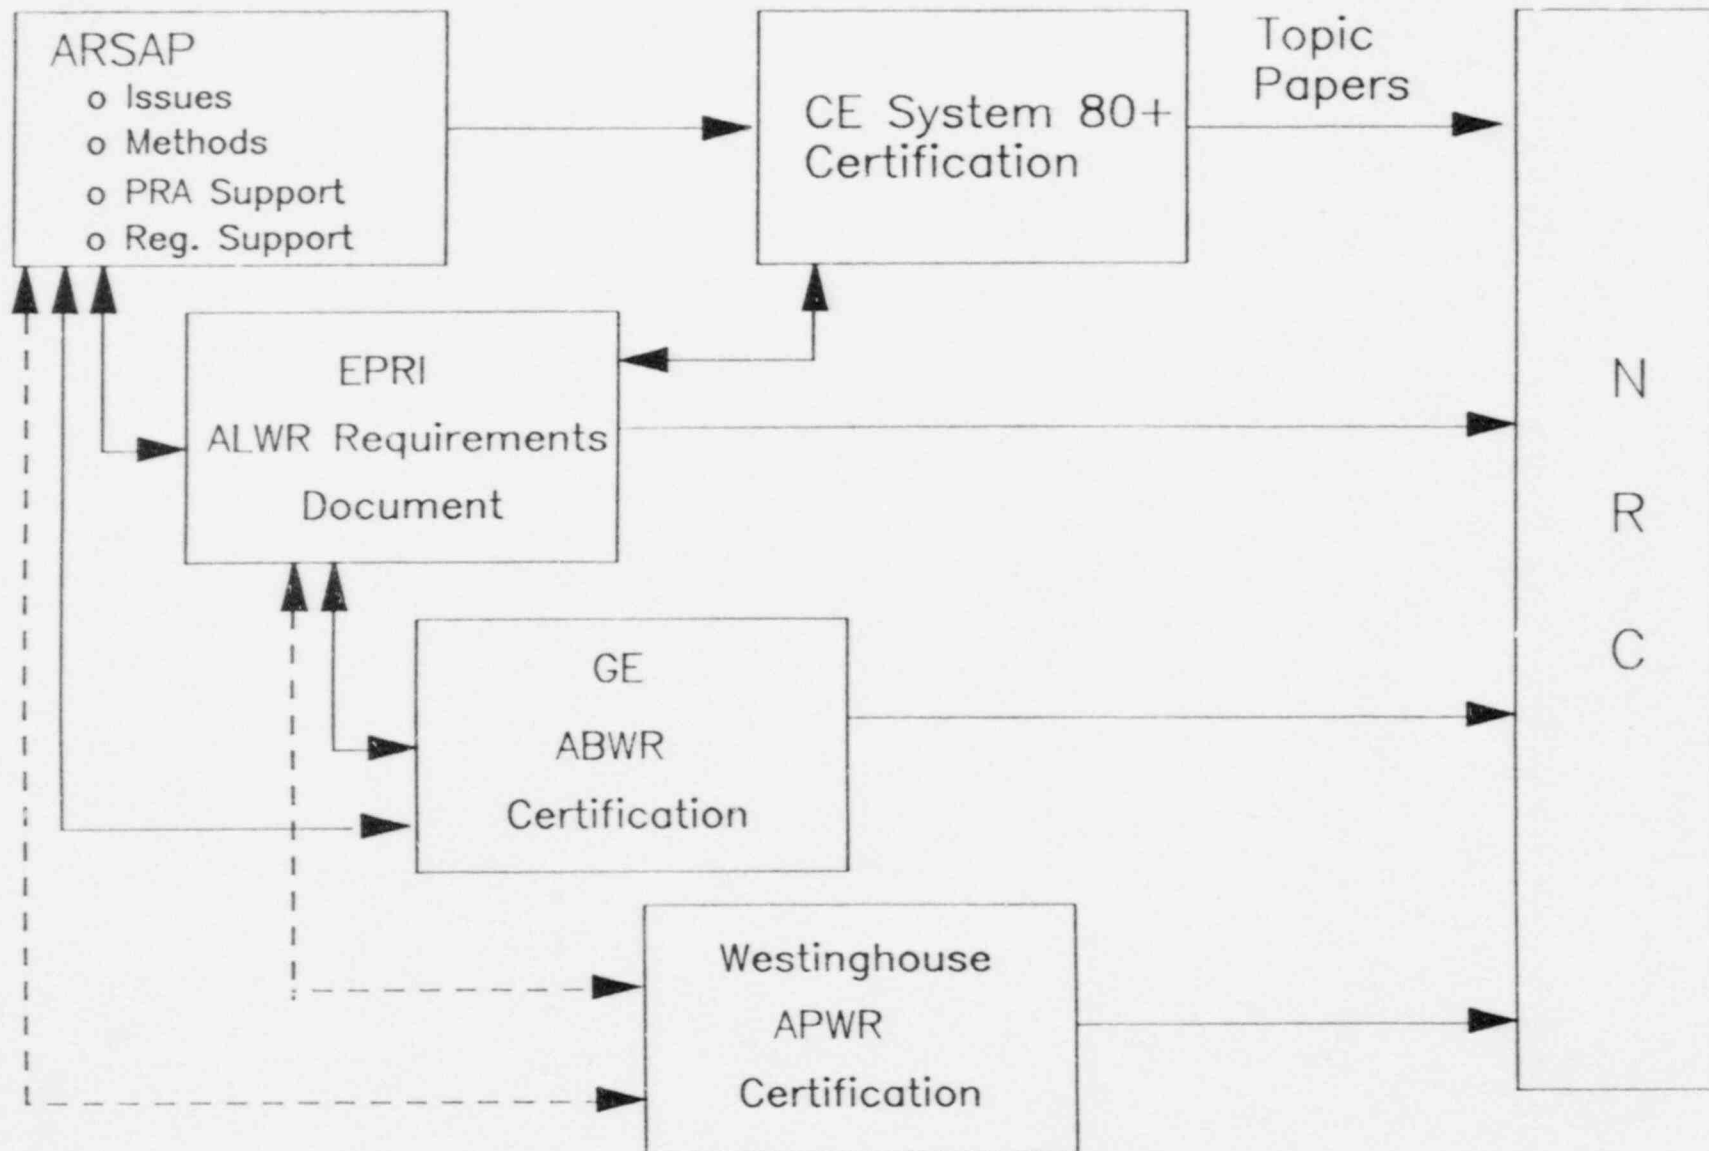 ARSAP
o Issues
o Methods
o PRA Support
o Reg. Support
CE System 80+
Certification
Topic
Papers
EPRI
ALWR Requirements
Document
GE
ABWR
Certification
Westinghouse
APWR
Certification
N
R
C